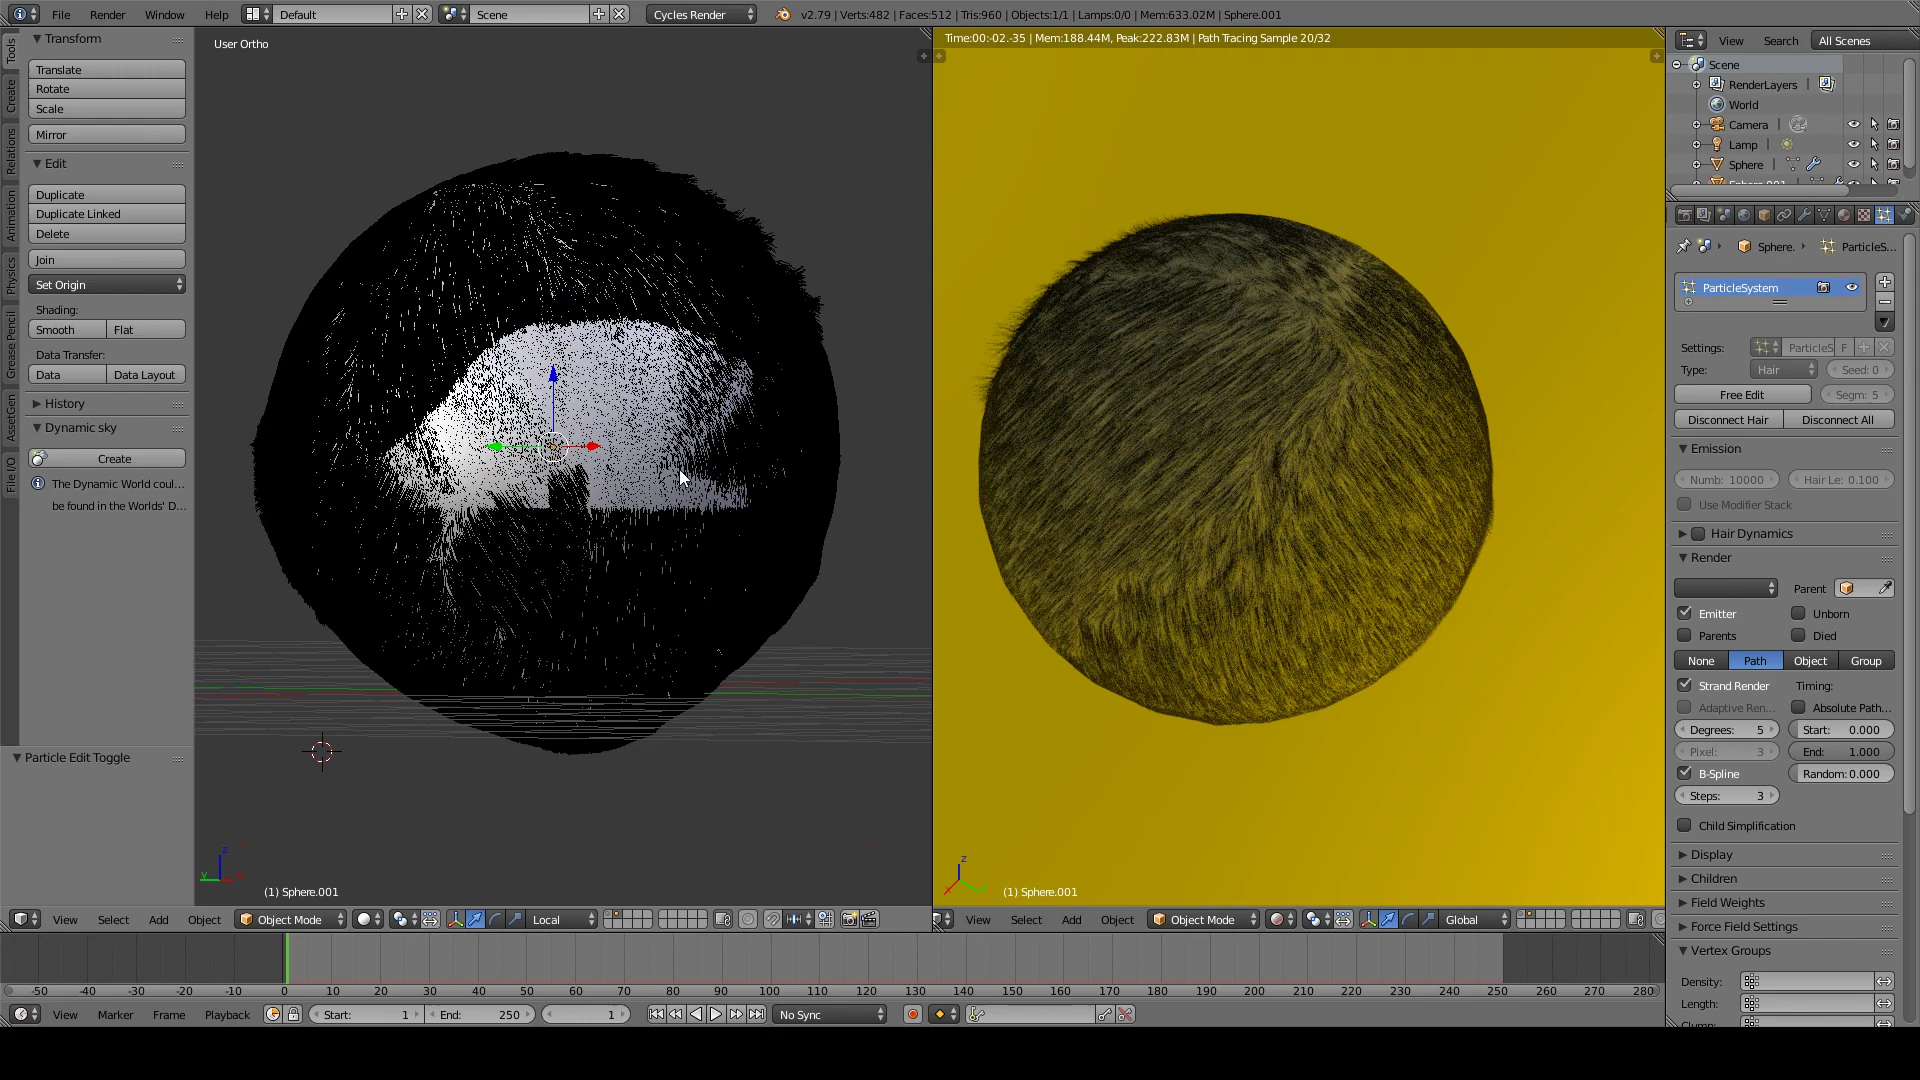 File Render Window Help Default Scene Cycles Render v2.79 | Verts:482 | Faces:512 | Tris:960 | Objects:1/1 | Lamps:0/0 | Mem:633.02M | Sphere.001
Tools
Create
Relations
Animation
Physics
Grease Pencil
AssetGen
File I/O
Transform
Translate
Rotate
Scale
Mirror
Edit
Duplicate
Duplicate Linked
Delete
Join
Set Origin
Shading:
Smooth Flat
Data Transfer:
Data Data Layout
History
Dynamic sky
Create
The Dynamic World coul...
be found in the Worlds' D...
Particle Edit Toggle
User Ortho
z
y
(1) Sphere.001
View Select Add Object Object Mode Local
Time:00:-02.-35 | Mem:188.44M, Peak:222.83M | Path Tracing Sample 20/32
z
(1) Sphere.001
View Select Add Object Object Mode Global
View Search All Scenes
Scene
RenderLayers |
World
Camera |
Lamp |
Sphere |
Sphere. ParticleS...
ParticleSystem
Settings: ParticleS F
Type: Hair Seed: 0
Free Edit Segm: 5
Disconnect Hair Disconnect All
Emission
Numb: 10000 Hair Le: 0.100
Use Modifier Stack
Hair Dynamics
Render
Parent
Emitter Unborn
Parents Died
None Path Object Group
Strand Render Timing:
Adaptive Ren... Absolute Path...
Degrees: 5 Start: 0.000
Pixel: 3 End: 1.000
B-Spline Random: 0.000
Steps: 3
Child Simplification
Display
Children
Field Weights
Force Field Settings
Vertex Groups
Density:
Length:
-50 -40 -30 -20 -10 0 10 20 30 40 50 60 70 80 90 100 110 120 130 140 150 160 170 180 190 200 210 220 230 240 250 260 270 280
View Marker Frame Playback Start: 1 End: 250 1 No Sync